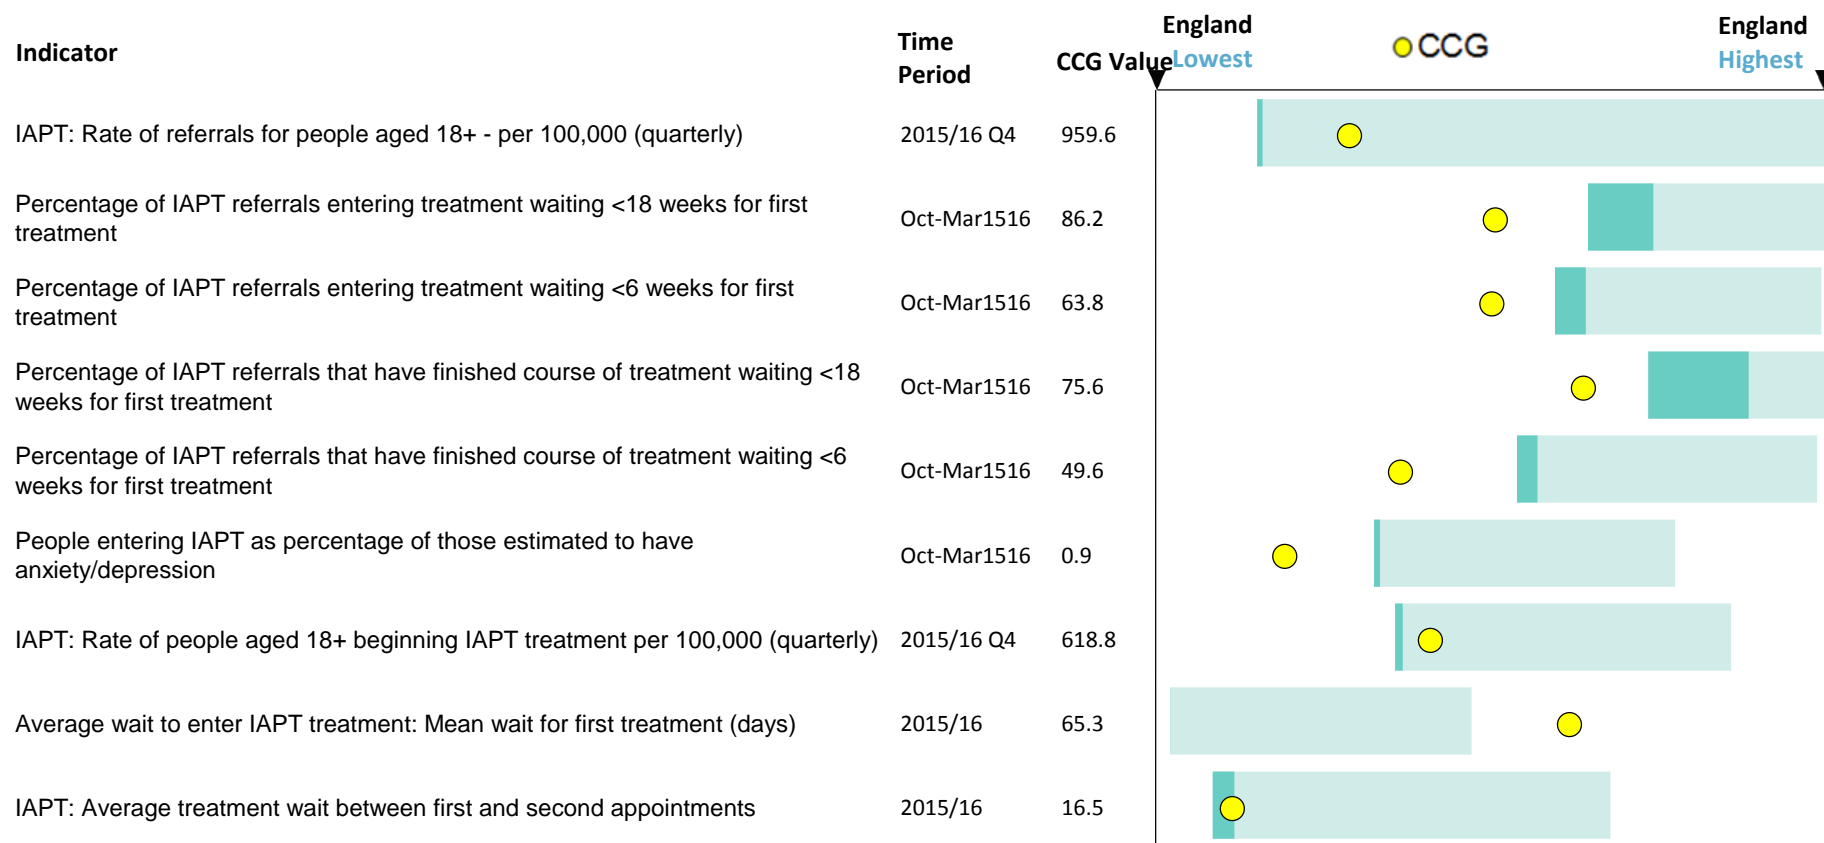 Indicator
Time
Period
CCG Value
England
Lowest
CCG
England
Highest
IAPT: Rate of referrals for people aged 18+ - per 100,000 (quarterly) 2015/16 Q4 959.6
Percentage of IAPT referrals entering treatment waiting <18 weeks for first
treatment
Oct-Mar1516 86.2
Percentage of IAPT referrals entering treatment waiting <6 weeks for first
treatment
Oct-Mar1516 63.8
Percentage of IAPT referrals that have finished course of treatment waiting <18
weeks for first treatment
Oct-Mar1516 75.6
Percentage of IAPT referrals that have finished course of treatment waiting <6
weeks for first treatment
Oct-Mar1516 49.6
People entering IAPT as percentage of those estimated to have
anxiety/depression
Oct-Mar1516 0.9
IAPT: Rate of people aged 18+ beginning IAPT treatment per 100,000 (quarterly) 2015/16 Q4 618.8
Average wait to enter IAPT treatment: Mean wait for first treatment (days) 2015/16 65.3
IAPT: Average treatment wait between first and second appointments 2015/16 16.5